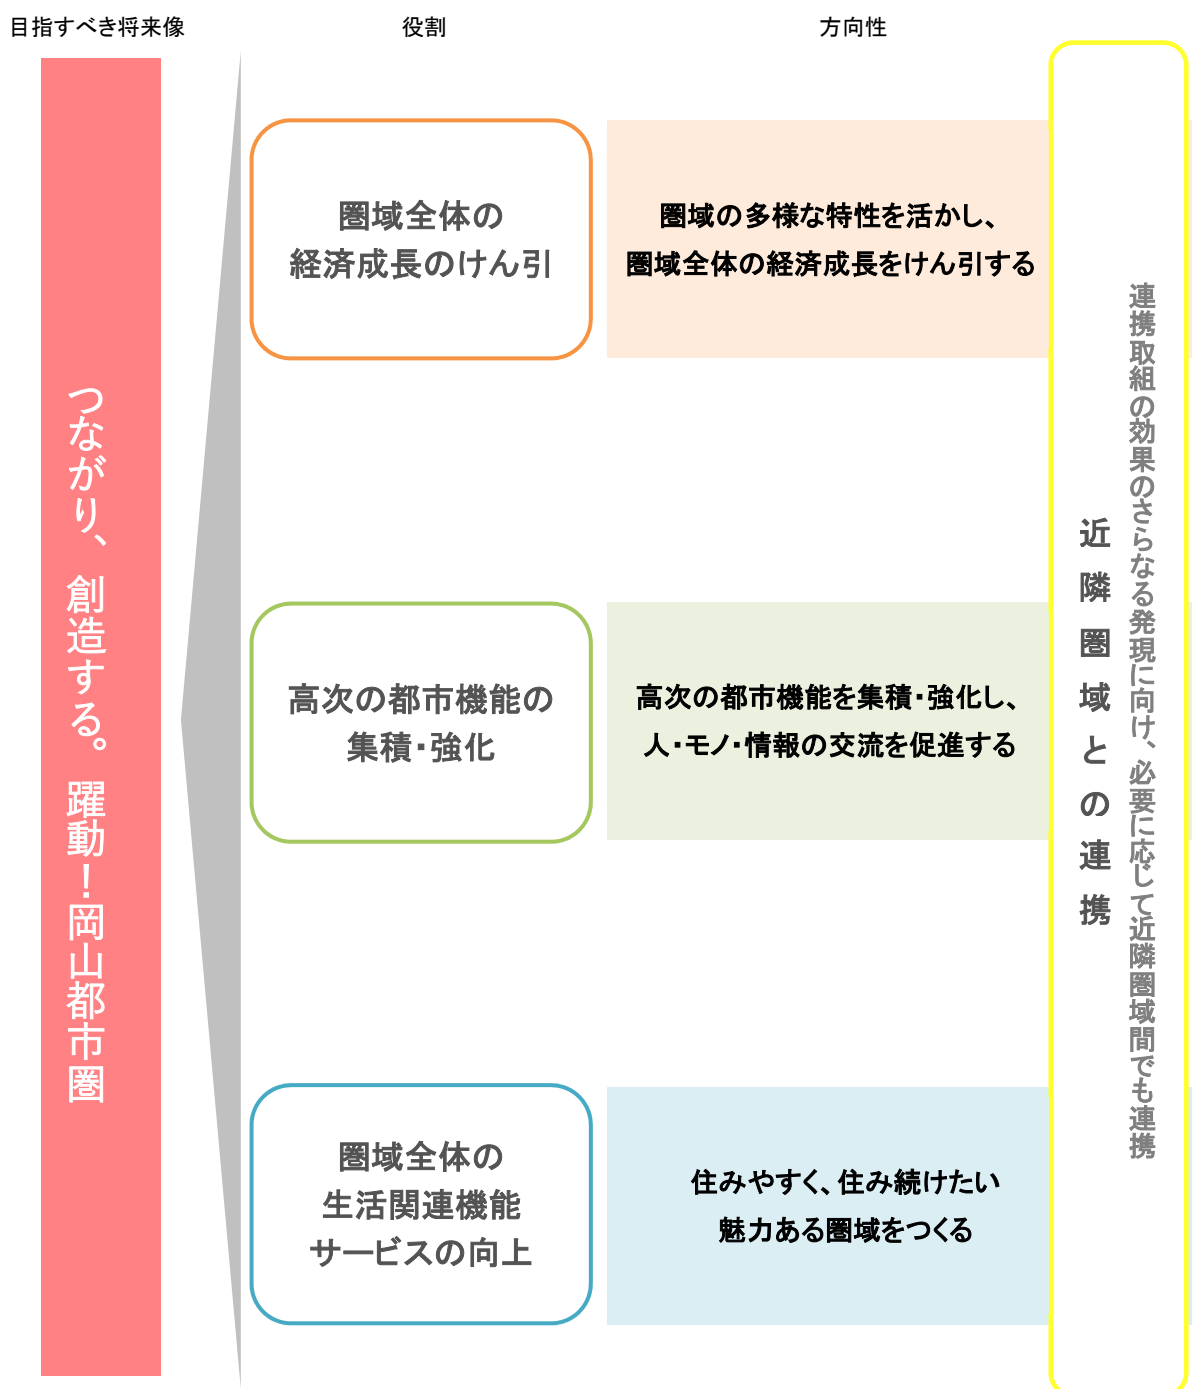 目指すべき将来像
役割
方向性
つながり、創造する。躍動！岡山都市圏
圏域全体の
経済成長のけん引
圏域の多様な特性を活かし、
圏域全体の経済成長をけん引する
高次の都市機能の
集積・強化
高次の都市機能を集積・強化し、
人・モノ・情報の交流を促進する
圏域全体の
生活関連機能
サービスの向上
住みやすく、住み続けたい
魅力ある圏域をつくる
連携取組の効果のさらなる発現に向け、必要に応じて近隣圏域間でも連携
近隣圏域との連携